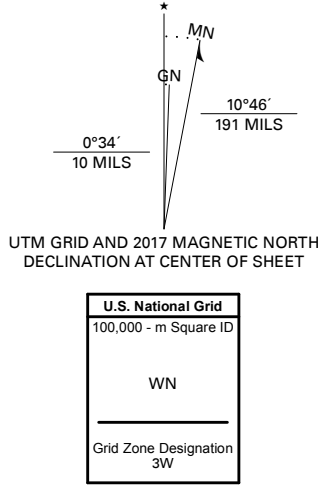 ★
MN
GN
10°46´
191 MILS
0°34´
10 MILS
UTM GRID AND 2017 MAGNETIC NORTH
DECLINATION AT CENTER OF SHEET
U.S. National Grid
100,000 - m Square ID
WN
Grid Zone Designation
3W